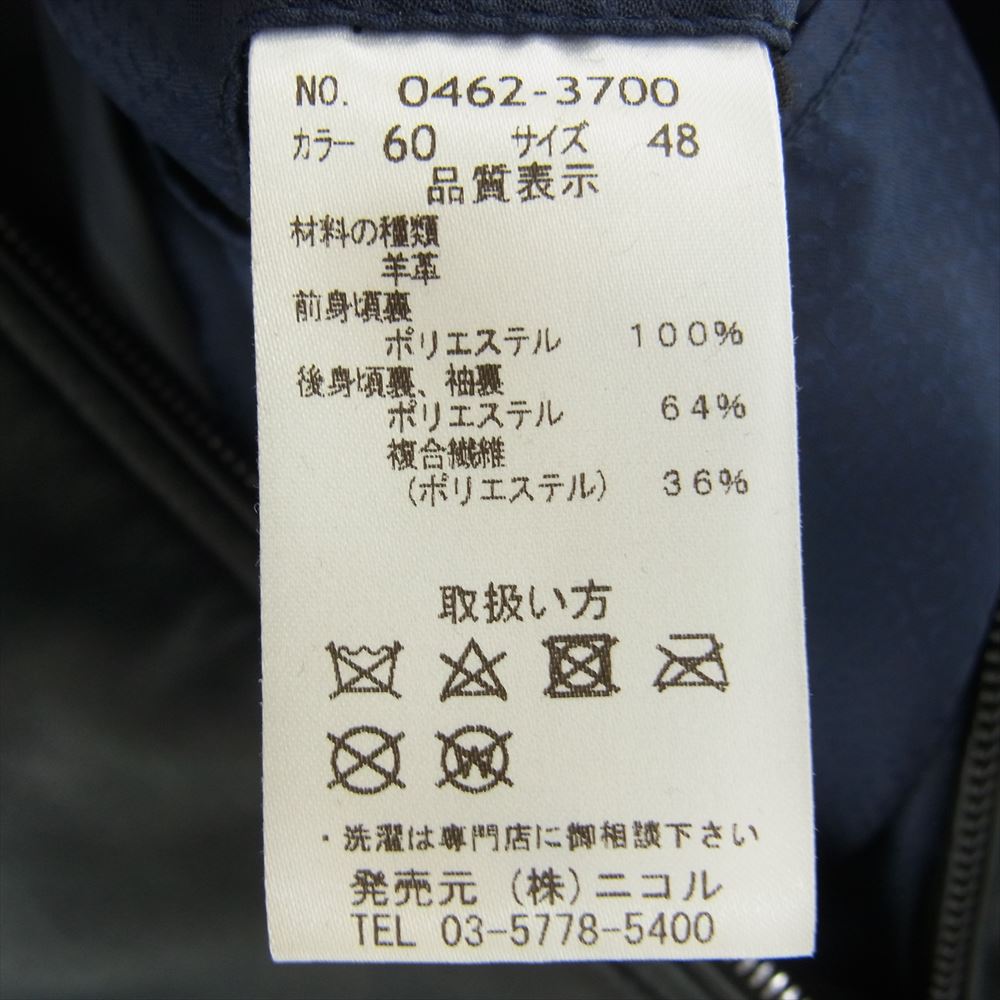 NO. 0462-3700
カラー 60 サイズ 48
品質表示
材料の種類
羊革
前身頃裏
ポリエステル 100%
後身頃裏、袖裏
ポリエステル 64%
複合繊維
(ポリエステル) 36%
取扱い方
W
・洗濯は専門店に御相談下さい
発売元 (株)ニコル
TEL 03-5778-5400